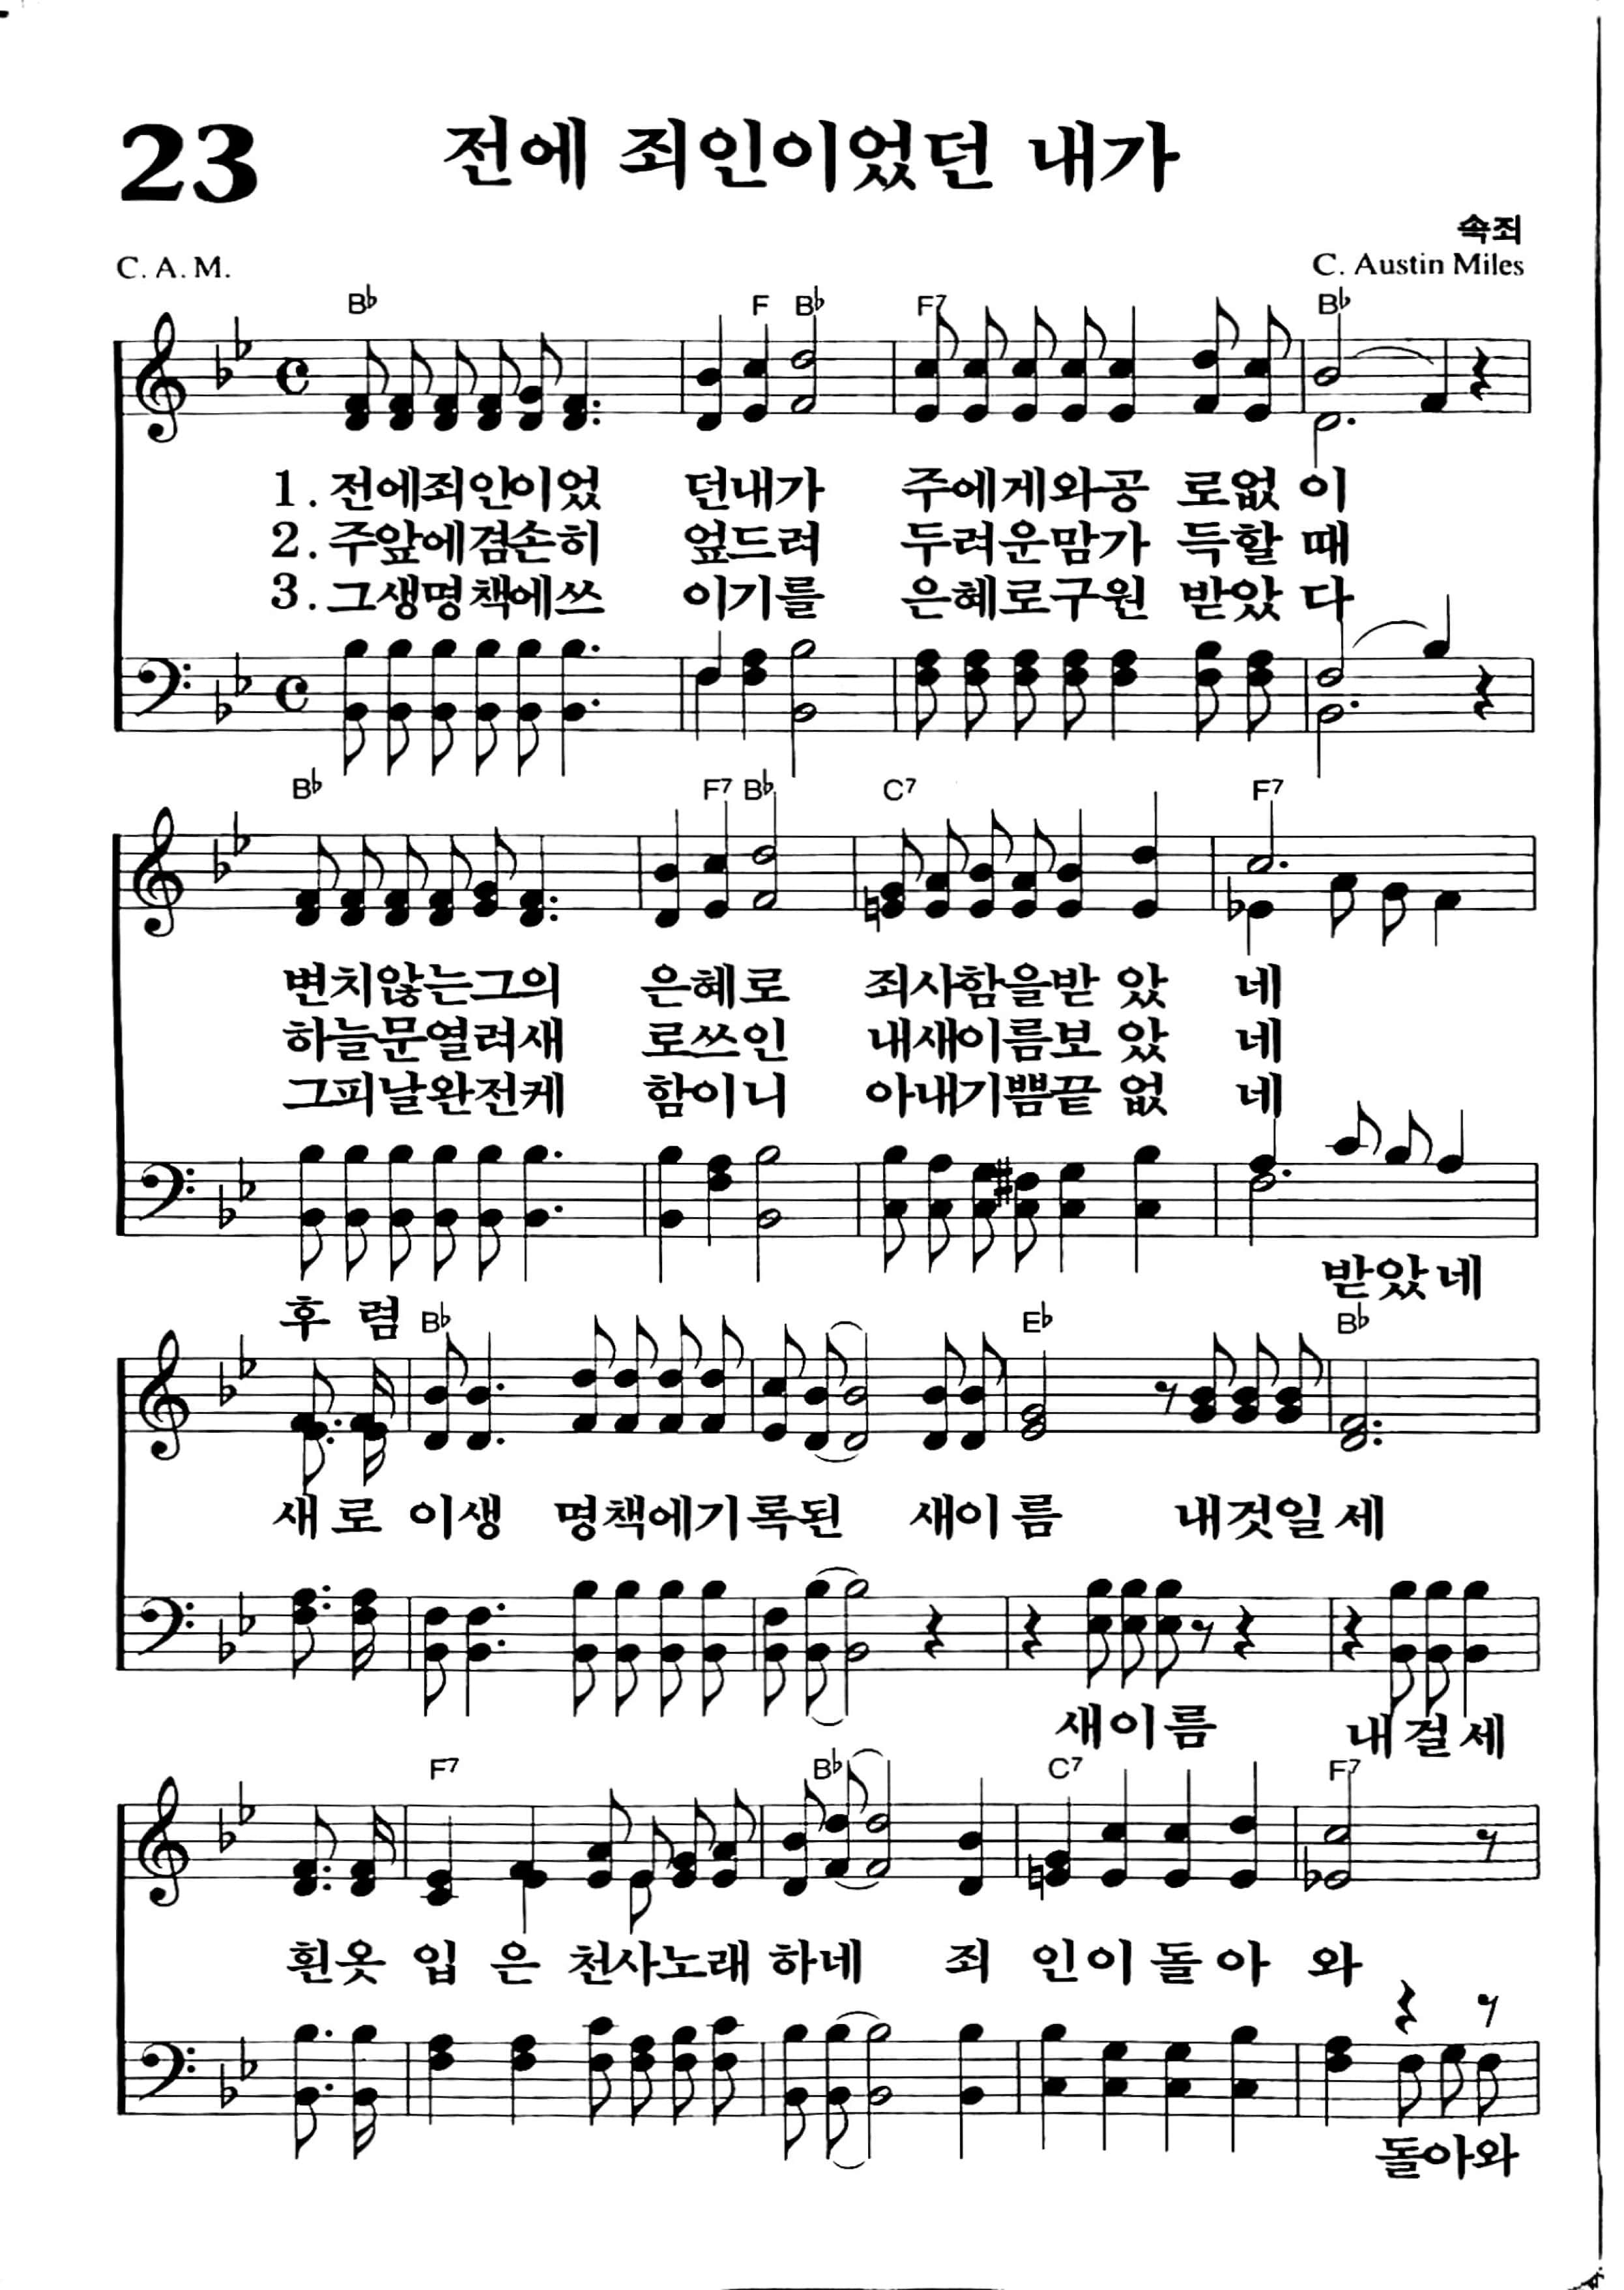 23 전에 죄인이었던 내가
속죄
C. A. M. C. Austin Miles
B♭ F B♭ F7 B♭
1. 전에죄인이었 던내가 주에게와공 로없 이
2. 주앞에겸손히 엎드려 두려운맘가 득할 때
3. 그생명책에쓰 이기를 은혜로구원 받았 다
B♭ F7 B♭ C7 F7
변치않는그의 은혜로 죄사함을받 았 네
하늘문열려새 로쓰인 내새이름보 았 네
그피날완전케 함이니 아내기쁨끝 없 네
받았네
후 렴 B♭ E♭ B♭
새로 이생 명책에기록된 새이름 내것일세
새이름 내걸세
F7 B♭ C7 F7
흰옷 입 은 천사노래 하네 죄 인이 돌 아 와
돌아와